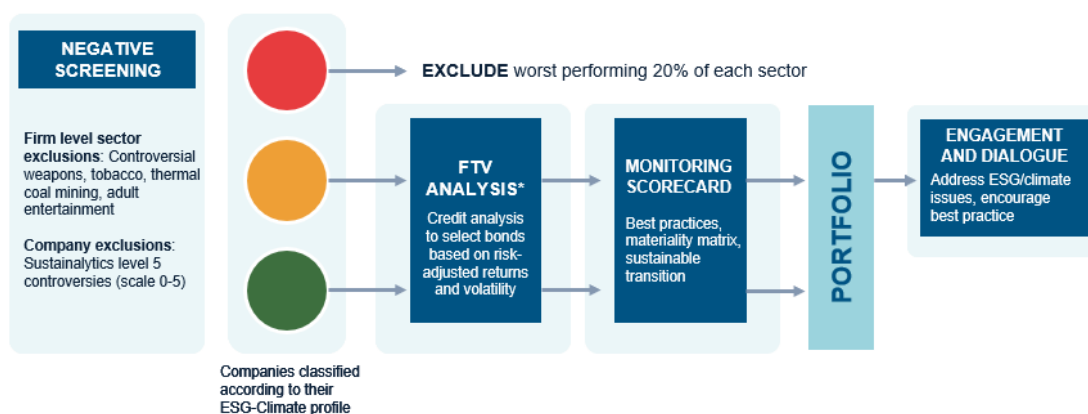 NEGATIVE
SCREENING
Firm level sector
exclusions: Controversial
weapons, tobacco, thermal
coal mining, adult
entertainment
Company exclusions:
Sustainalytics level 5
controversies (scale 0-5)
Companies classified
according to their
ESG-Climate profile
EXCLUDE worst performing 20% of each sector
FTV
ANALYSIS*
Credit analysis
to select bonds
based on risk-
adjusted returns
and volatility
MONITORING
SCORECARD
Best practices,
materiality matrix,
sustainable
transition
PORTFOLIO
ENGAGEMENT
AND DIALOGUE
Address ESG/climate
issues, encourage
best practice